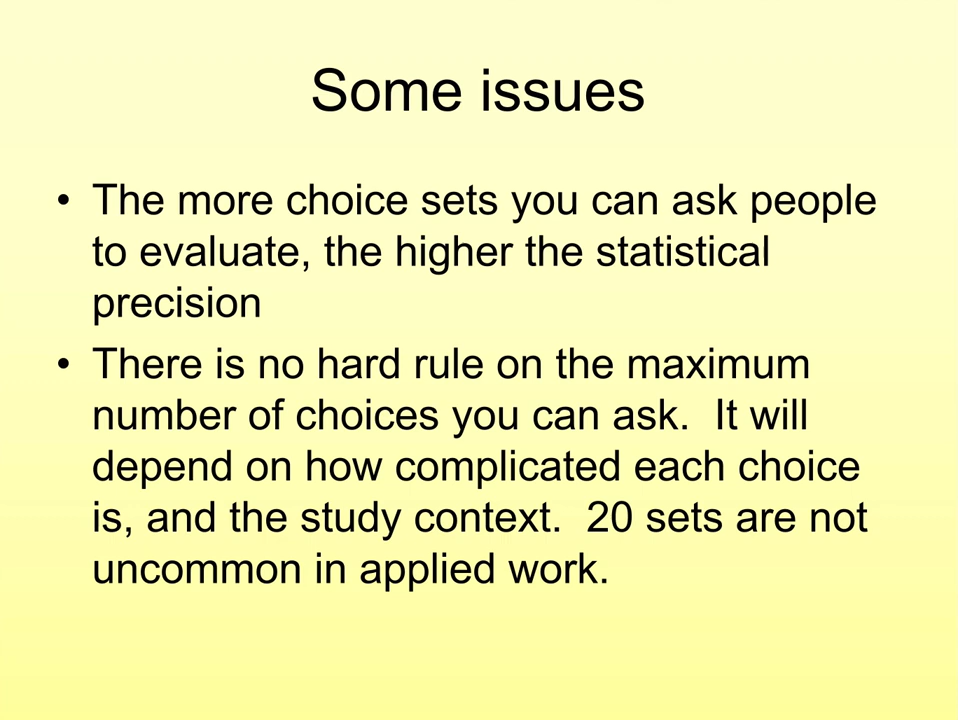 Some issues
• The more choice sets you can ask people
to evaluate, the higher the statistical
precision
• There is no hard rule on the maximum
number of choices you can ask.  It will
depend on how complicated each choice
is, and the study context.  20 sets are not
uncommon in applied work.